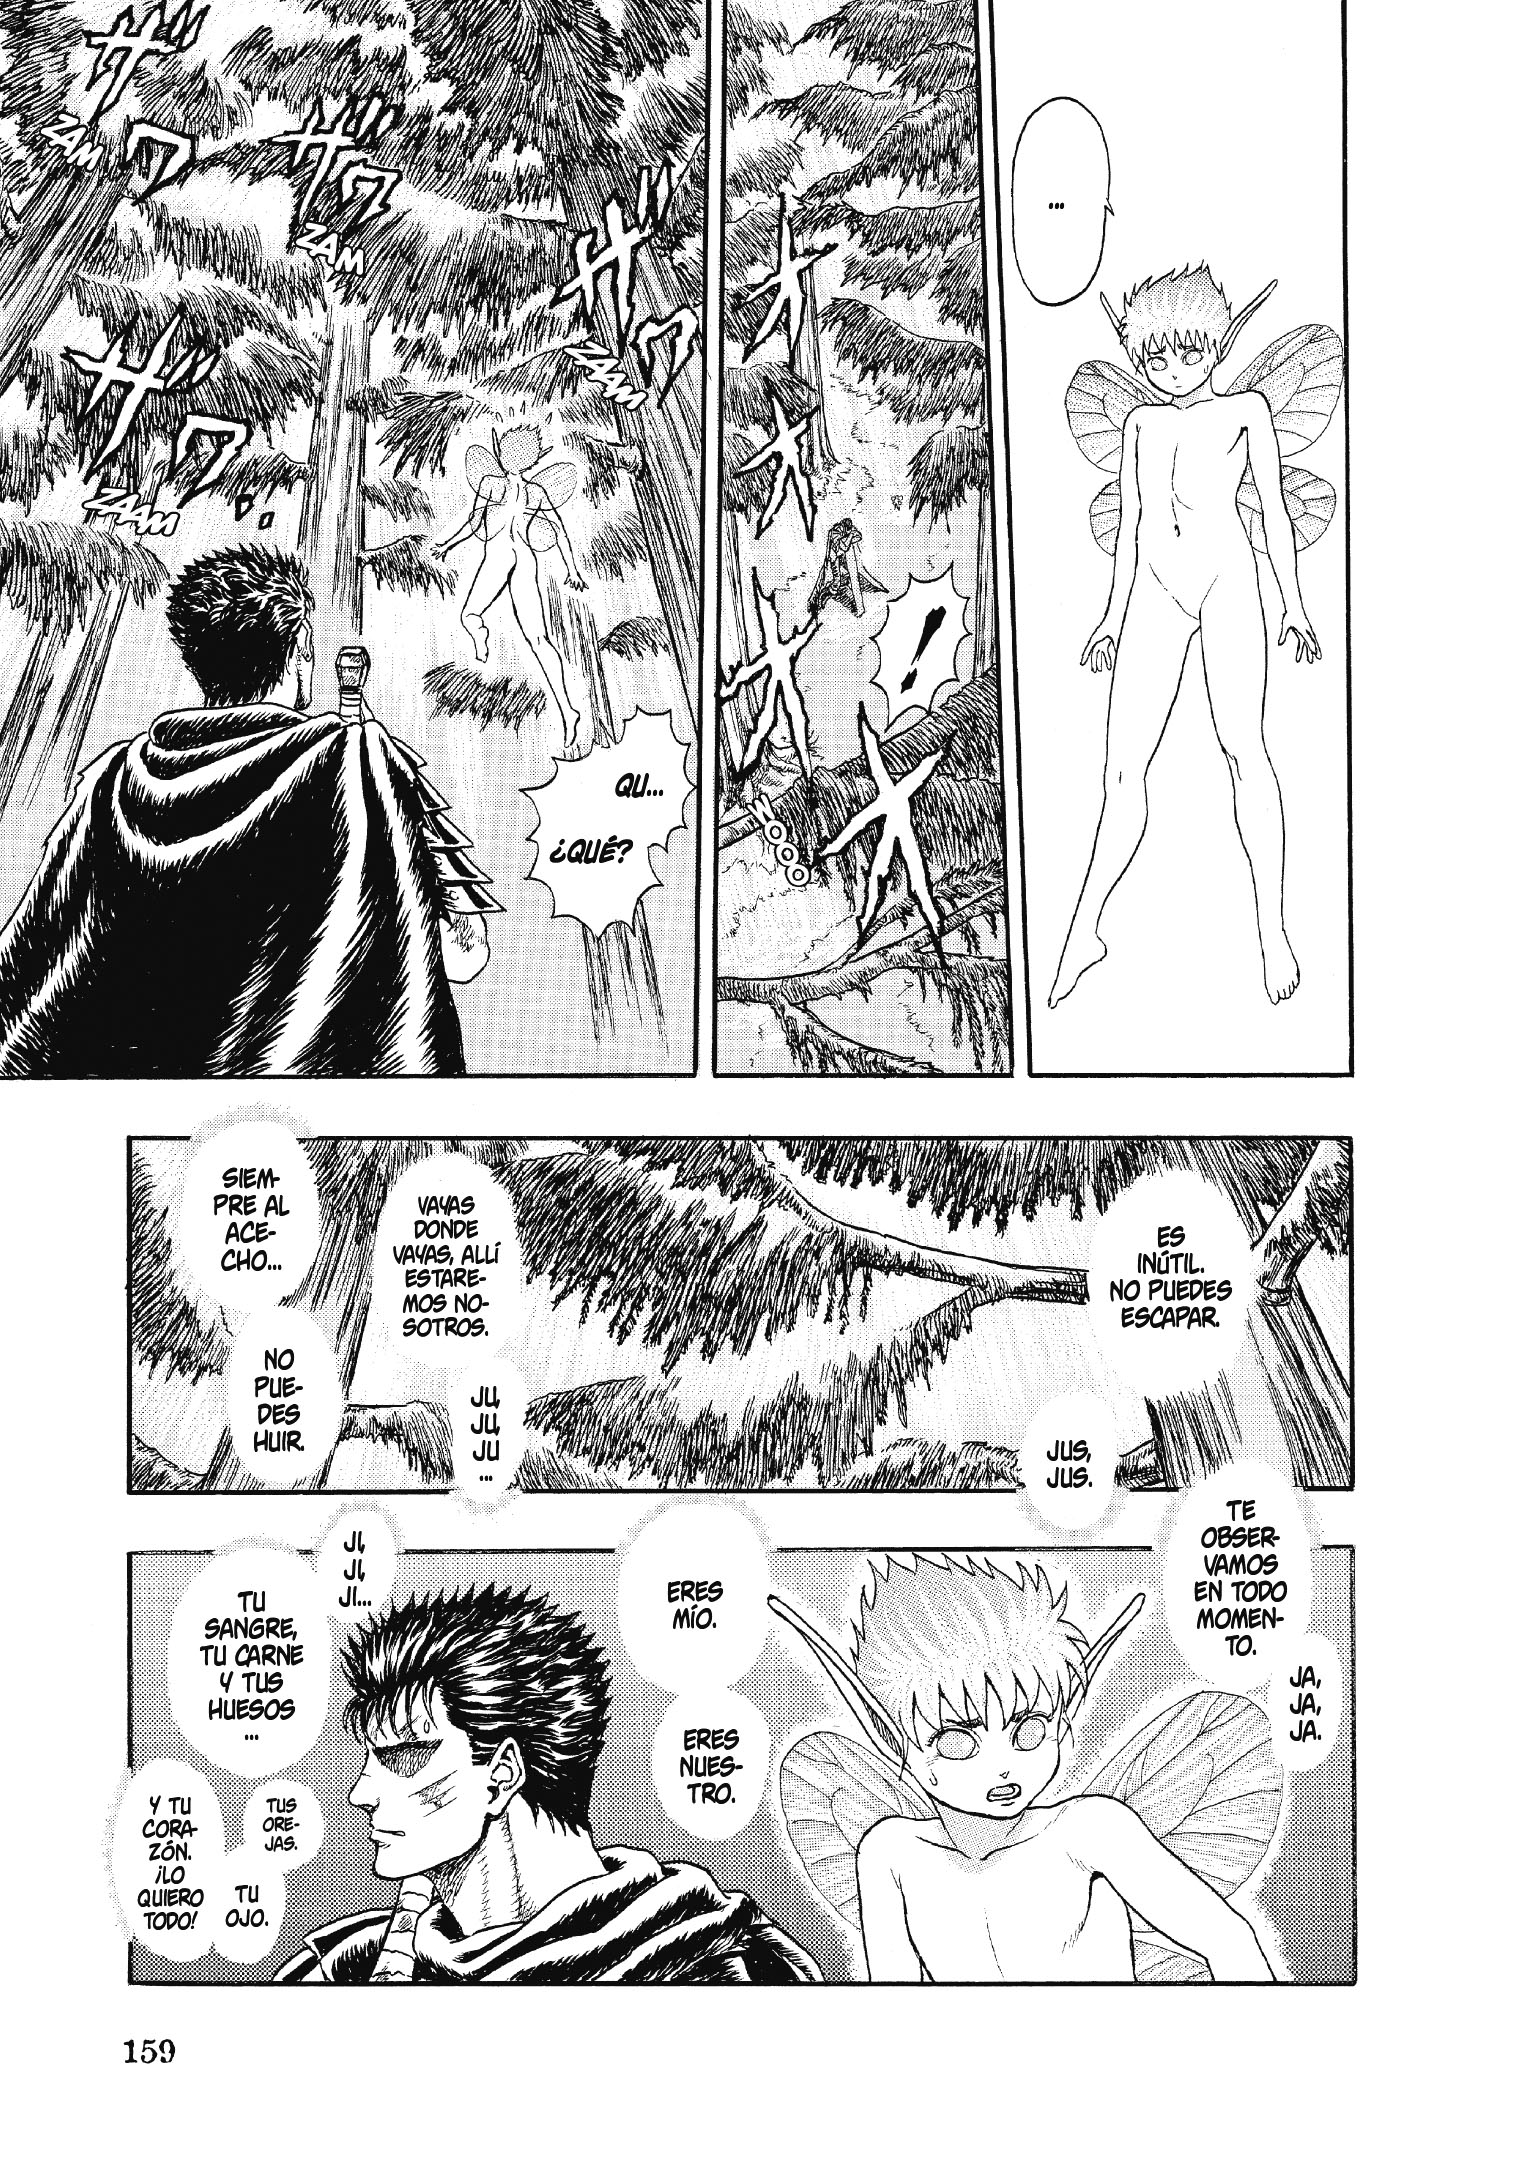 ...
オ
オ
オ
オ
WOOO
!
ザワ
ZAAM
ザワ
ZAM
ザワ
ZAM
ザワ...
ZAAM
QU...
¿QUÉ?
ES
INÚTIL.
NO PUEDES
ESCAPAR.
JUS,
JUS.
VAYAS
DONDE
VAYAS, ALLÍ
ESTARE-
MOS NO-
SOTROS.
JU,
JU,
JU
...
SIEM-
PRE AL
ACE-
CHO...
NO
PUE-
DES
HUIR.
TE
OBSER-
VAMOS
EN TODO
MOMEN-
TO.
JA,
JA,
JA.
ERES
MÍO.
ERES
NUES-
TRO.
JI,
JI,
JI...
TU
SANGRE,
TU CARNE
Y TUS
HUESOS
...
TUS
ORE-
JAS.
TU
OJO.
Y TU
CORA-
ZÓN.
¡LO
QUIERO
TODO!
159